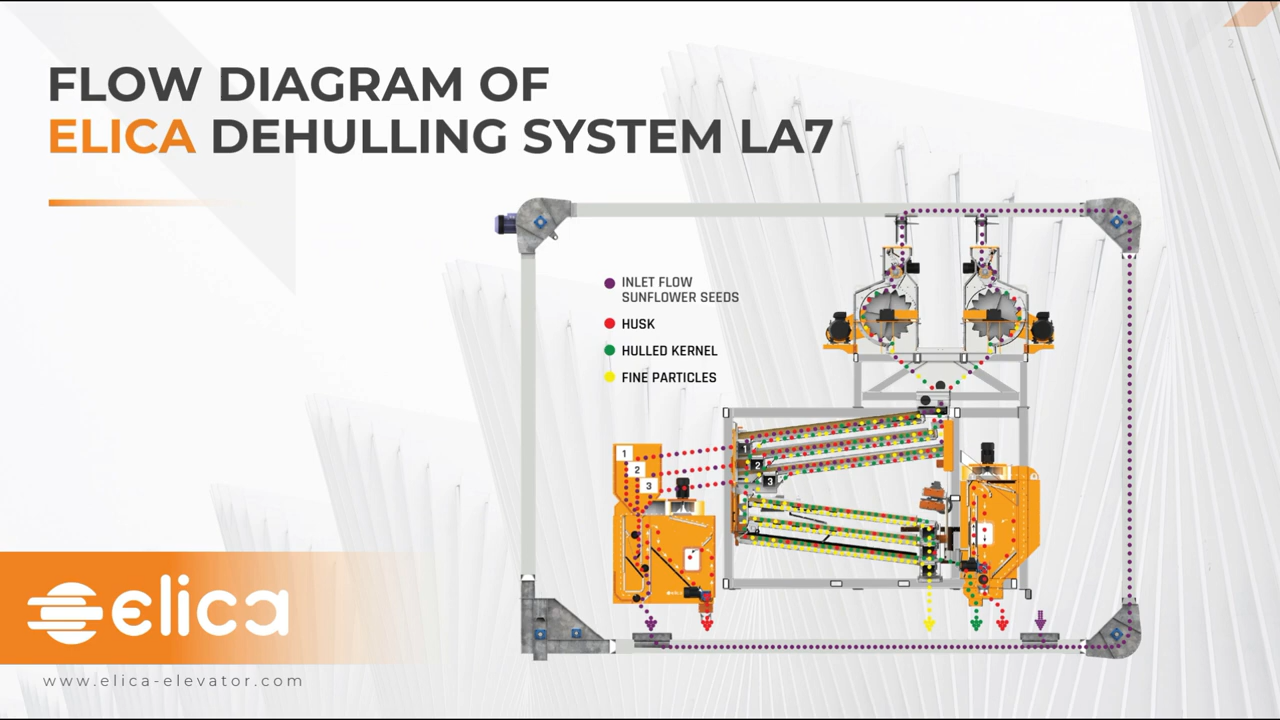 2
FLOW DIAGRAM OF
ELICA DEHULLING SYSTEM LA7
INLET FLOW
SUNFLOWER SEEDS
HUSK
HULLED KERNEL
FINE PARTICLES
1
2
3
1
2
3
elica
www.elica-elevator.com